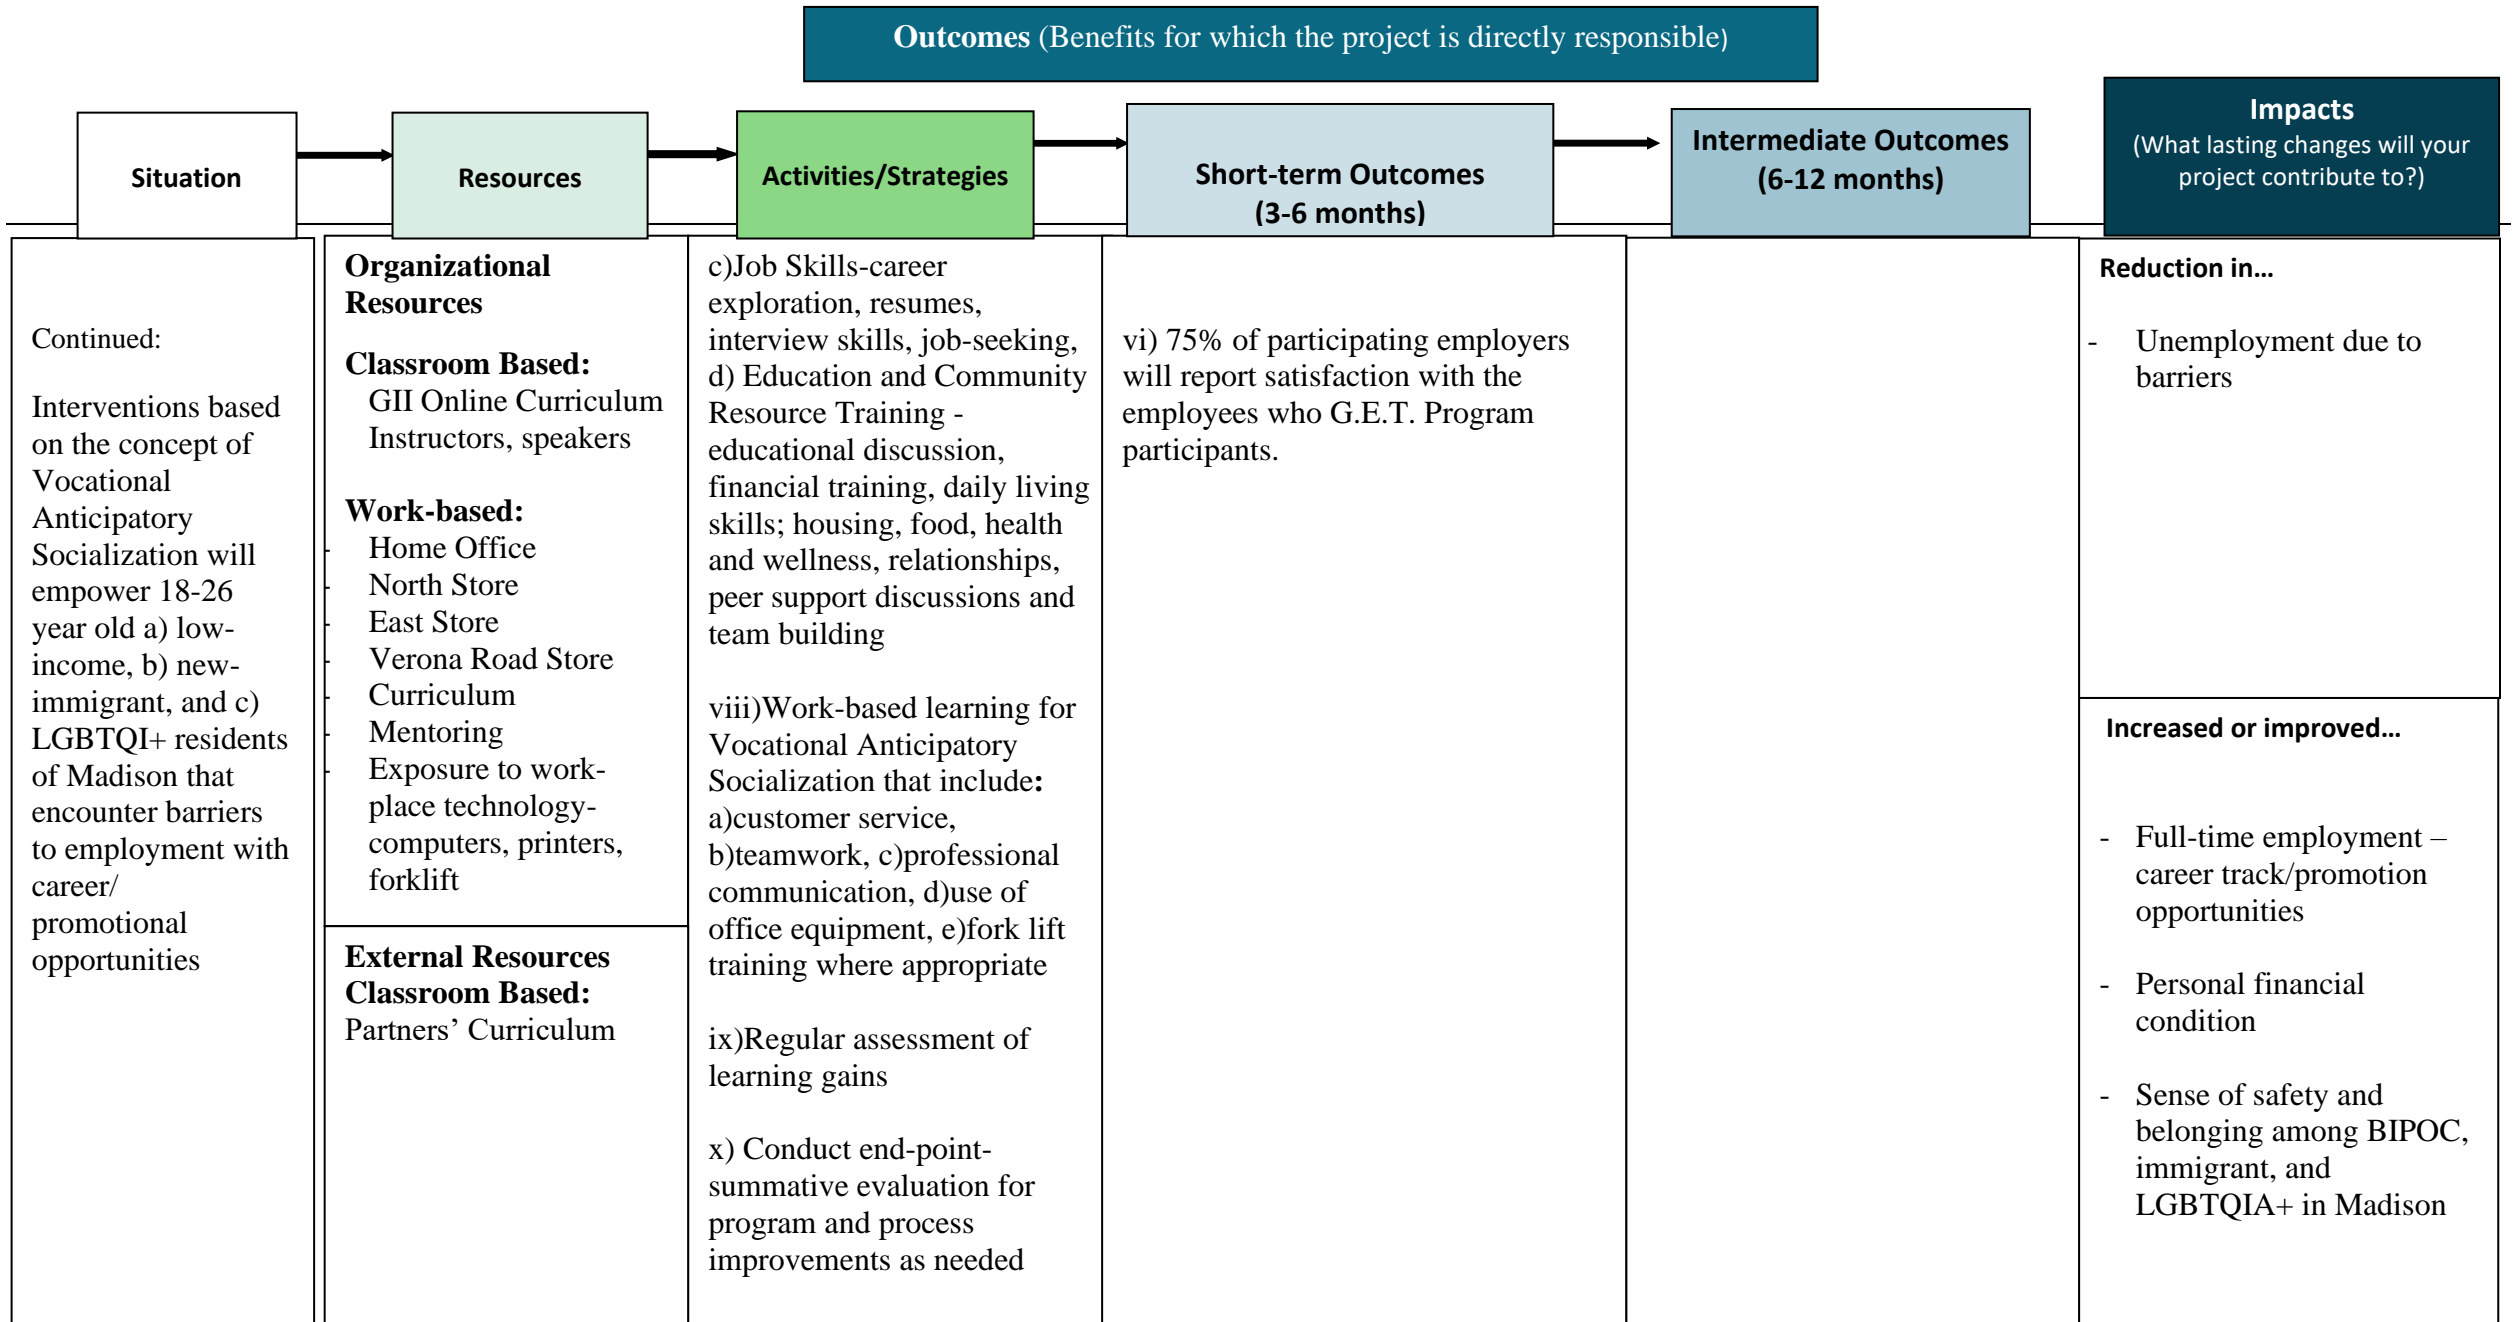 Outcomes (Benefits for which the project is directly responsible)
Situation
Resources
Activities/Strategies
Short-term Outcomes
(3-6 months)
Intermediate Outcomes
(6-12 months)
Impacts
(What lasting changes will your
project contribute to?)
Continued:
Interventions based
on the concept of
Vocational
Anticipatory
Socialization will
empower 18-26
year old a) low-
income, b) new-
immigrant, and c)
LGBTQI+ residents
of Madison that
encounter barriers
to employment with
career/
promotional
opportunities
Organizational
Resources
Classroom Based:
GII Online Curriculum
Instructors, speakers
Work-based:
- Home Office
- North Store
- East Store
- Verona Road Store
- Curriculum
- Mentoring
- Exposure to work-
place technology-
computers, printers,
forklift
External Resources
Classroom Based:
Partners’ Curriculum
c)Job Skills-career
exploration, resumes,
interview skills, job-seeking,
d) Education and Community
Resource Training -
educational discussion,
financial training, daily living
skills; housing, food, health
and wellness, relationships,
peer support discussions and
team building
viii)Work-based learning for
Vocational Anticipatory
Socialization that include:
a)customer service,
b)teamwork, c)professional
communication, d)use of
office equipment, e)fork lift
training where appropriate
ix)Regular assessment of
learning gains
x) Conduct end-point-
summative evaluation for
program and process
improvements as needed
vi) 75% of participating employers
will report satisfaction with the
employees who G.E.T. Program
participants.
Reduction in…
- Unemployment due to
barriers
Increased or improved…
- Full-time employment –
career track/promotion
opportunities
- Personal financial
condition
- Sense of safety and
belonging among BIPOC,
immigrant, and
LGBTQIA+ in Madison